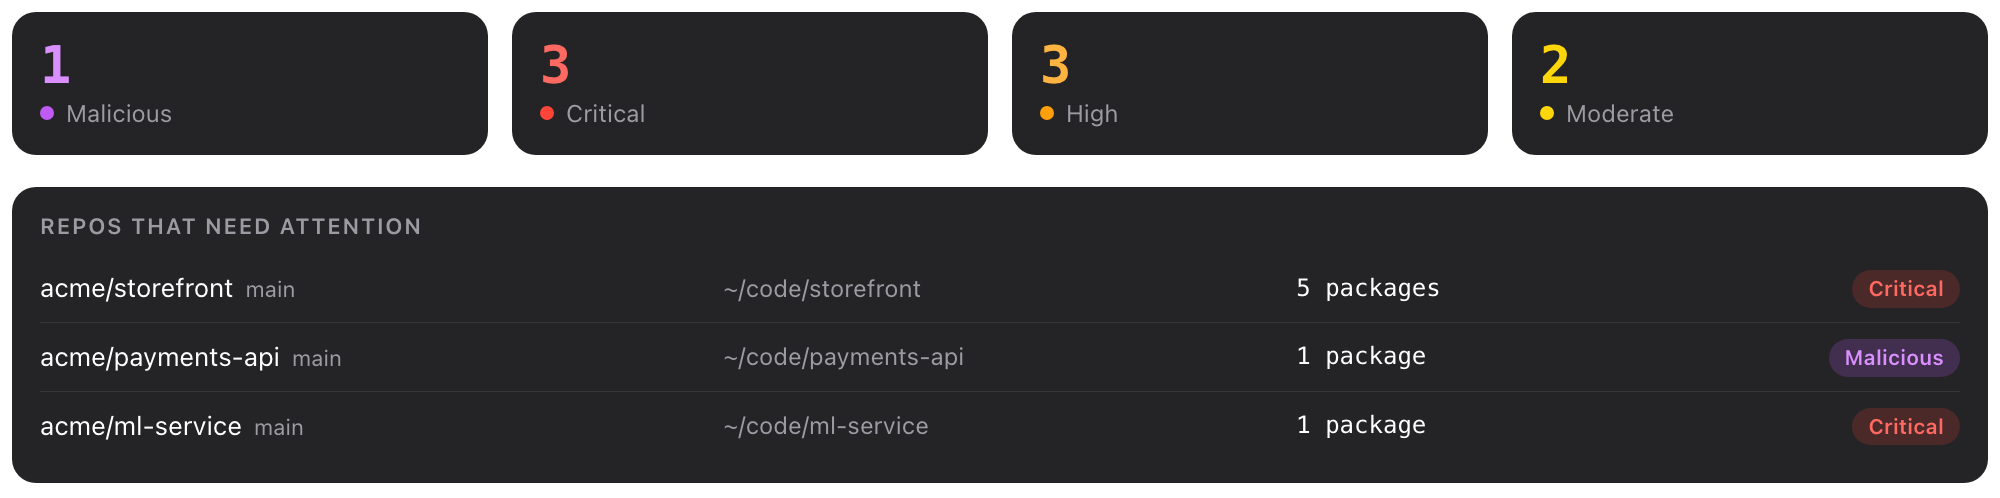 1
Malicious
3
Critical
3
High
2
Moderate
REPOS THAT NEED ATTENTION
acme/storefront main ~/code/storefront 5 packages Critical
acme/payments-api main ~/code/payments-api 1 package Malicious
acme/ml-service main ~/code/ml-service 1 package Critical